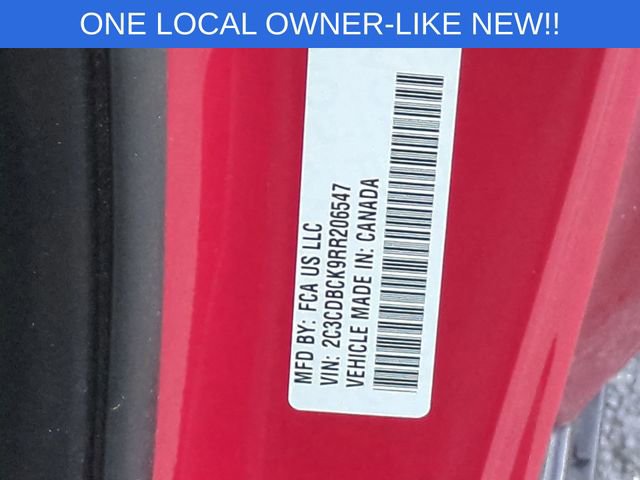 ONE LOCAL OWNER-LIKE NEW!!
MFD BY: FCA US LLC
VIN: 2C3CDBCK9RR206547
VEHICLE MADE IN: CANADA